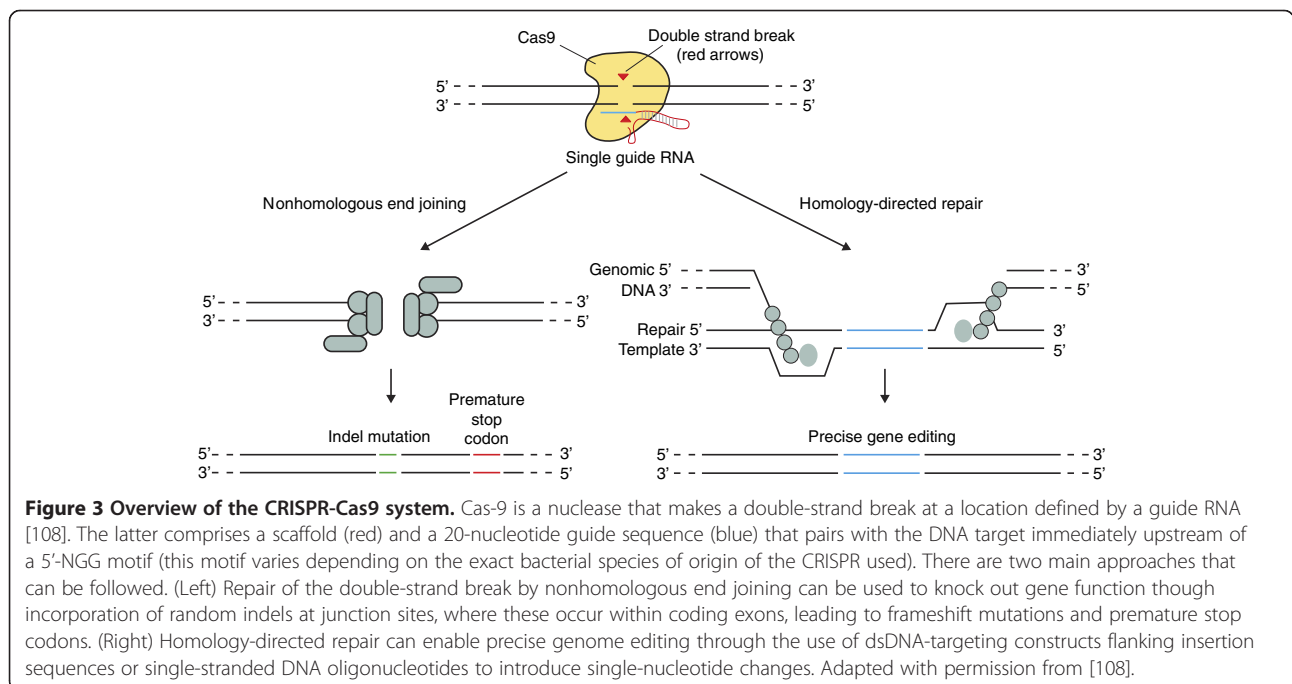 Cas9
Double strand break
(red arrows)
5’
3’
3’
5’
Single guide RNA
Nonhomologous end joining
Homology-directed repair
5’
3’
3’
5’
Genomic 5’
DNA 3’
3’
5’
Repair 5’
Template 3’
3’
5’
Indel mutation
Premature
stop
codon
5’
3’
3’
5’
Precise gene editing
5’
3’
3’
5’
Figure 3 Overview of the CRISPR-Cas9 system. Cas-9 is a nuclease that makes a double-strand break at a location defined by a guide RNA
[108]. The latter comprises a scaffold (red) and a 20-nucleotide guide sequence (blue) that pairs with the DNA target immediately upstream of
a 5’-NGG motif (this motif varies depending on the exact bacterial species of origin of the CRISPR used). There are two main approaches that
can be followed. (Left) Repair of the double-strand break by nonhomologous end joining can be used to knock out gene function though
incorporation of random indels at junction sites, where these occur within coding exons, leading to frameshift mutations and premature stop
codons. (Right) Homology-directed repair can enable precise genome editing through the use of dsDNA-targeting constructs flanking insertion
sequences or single-stranded DNA oligonucleotides to introduce single-nucleotide changes. Adapted with permission from [108].